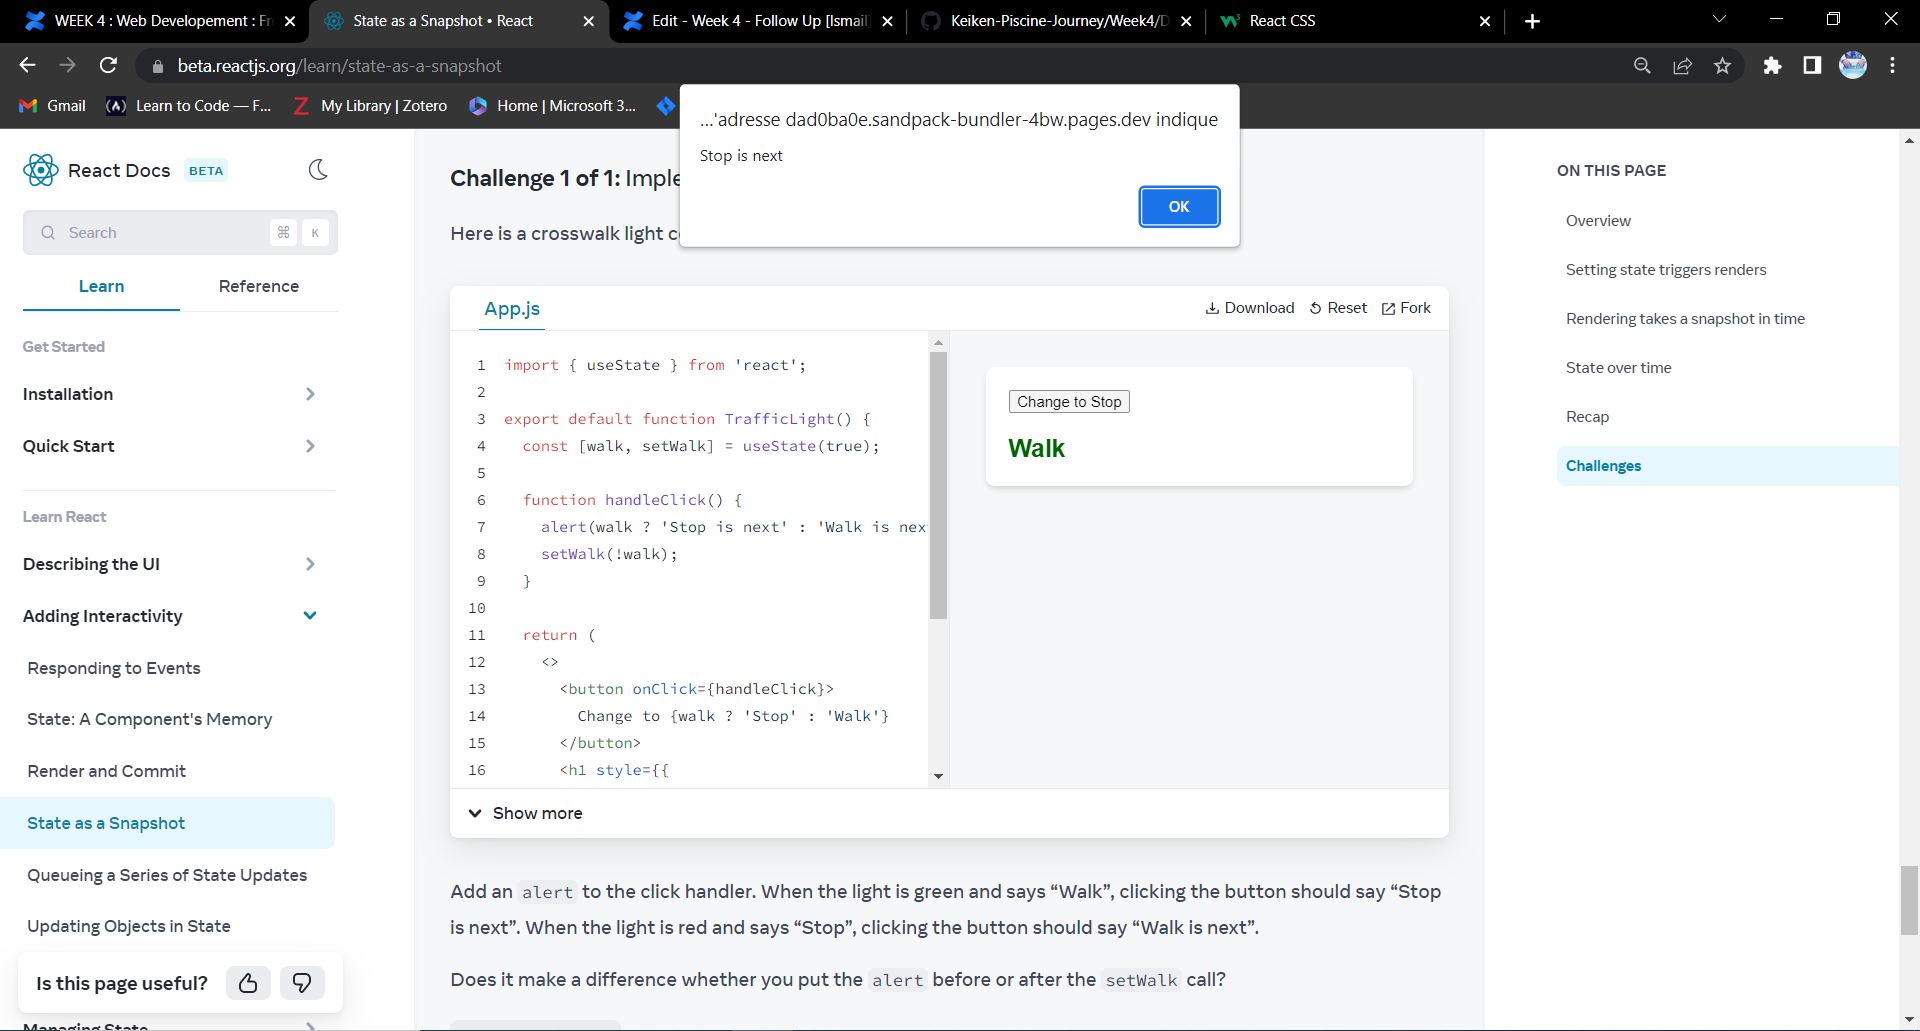 WEEK 4 : Web Developement : Fr
State as a Snapshot • React
Edit - Week 4 - Follow Up [Ismail]
Keiken-Piscine-Journey/Week4/D
React CSS
beta.reactjs.org/learn/state-as-a-snapshot
Gmail
Learn to Code — F...
My Library | Zotero
Home | Microsoft 3...
...'adresse dad0ba0e.sandpack-bundler-4bw.pages.dev indique
Stop is next
OK
React Docs
BETA
Search
⌘
K
Learn
Reference
Get Started
Installation
Quick Start
Learn React
Describing the UI
Adding Interactivity
Responding to Events
State: A Component's Memory
Render and Commit
State as a Snapshot
Queueing a Series of State Updates
Updating Objects in State
Is this page useful?
Managing State
Challenge 1 of 1: Imple
Here is a crosswalk light c
App.js
Download
Reset
Fork
1 import { useState } from 'react';
2
3 export default function TrafficLight() {
4 const [walk, setWalk] = useState(true);
5
6 function handleClick() {
7 alert(walk ? 'Stop is next' : 'Walk is nex
8 setWalk(!walk);
9 }
10
11 return (
12 <>
13 <button onClick={handleClick}>
14 Change to {walk ? 'Stop' : 'Walk'}
15 </button>
16 <h1 style={{
Change to Stop
Walk
Show more
Add an alert to the click handler. When the light is green and says “Walk”, clicking the button should say “Stop
is next”. When the light is red and says “Stop”, clicking the button should say “Walk is next”.
Does it make a difference whether you put the alert before or after the setWalk call?
ON THIS PAGE
Overview
Setting state triggers renders
Rendering takes a snapshot in time
State over time
Recap
Challenges